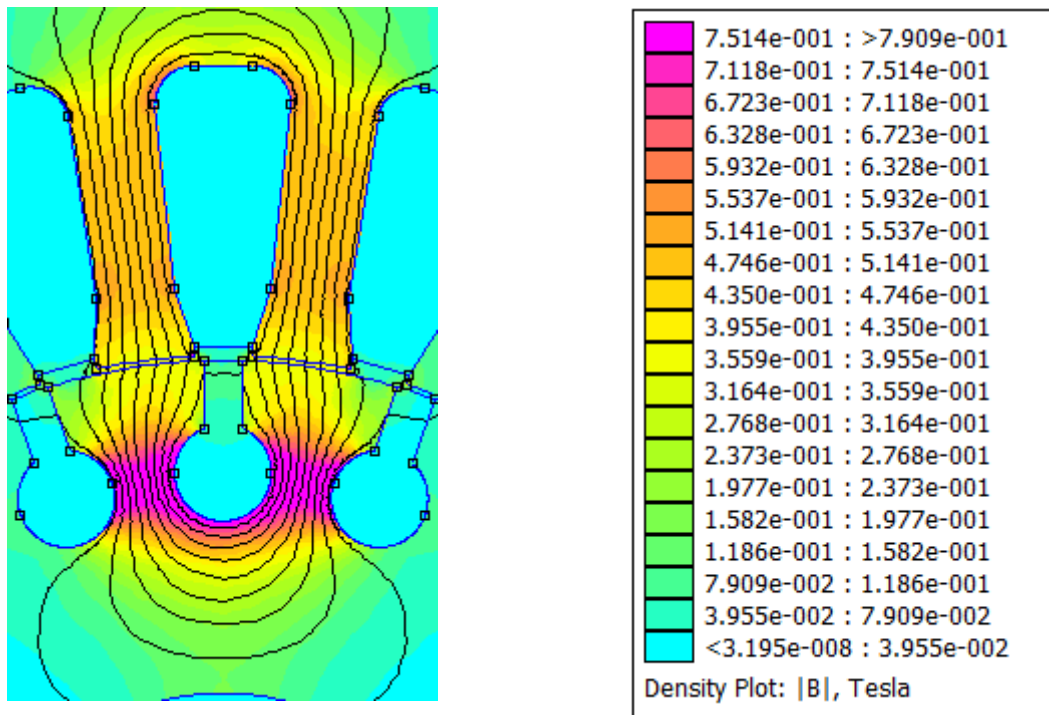 7.514e-001 : >7.909e-001
7.118e-001 : 7.514e-001
6.723e-001 : 7.118e-001
6.328e-001 : 6.723e-001
5.932e-001 : 6.328e-001
5.537e-001 : 5.932e-001
5.141e-001 : 5.537e-001
4.746e-001 : 5.141e-001
4.350e-001 : 4.746e-001
3.955e-001 : 4.350e-001
3.559e-001 : 3.955e-001
3.164e-001 : 3.559e-001
2.768e-001 : 3.164e-001
2.373e-001 : 2.768e-001
1.977e-001 : 2.373e-001
1.582e-001 : 1.977e-001
1.186e-001 : 1.582e-001
7.909e-002 : 1.186e-001
3.955e-002 : 7.909e-002
<3.195e-008 : 3.955e-002
Density Plot: |B|, Tesla